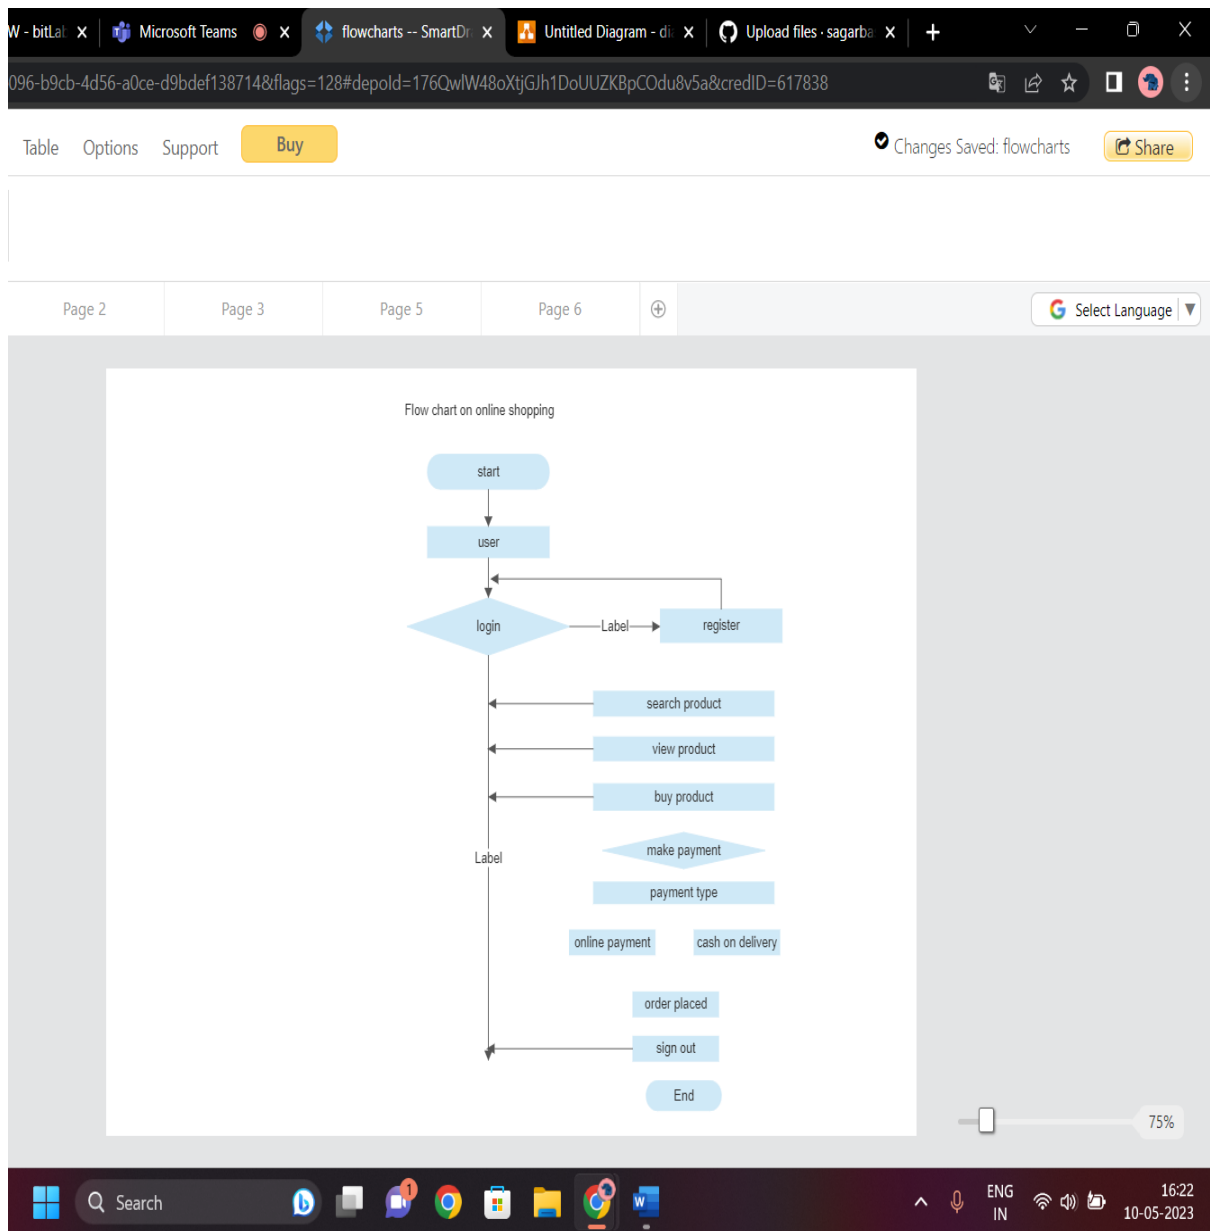 W - bitLab
Microsoft Teams
flowcharts -- SmartDr
Untitled Diagram - di
Upload files · sagarba
096-b9cb-4d56-a0ce-d9bdef138714&flags=128#depoId=176QwlW48oXtjGJh1DoUUZKBpCOdu8v5a&credID=617838
Table Options Support Buy
Changes Saved: flowcharts
Share
Page 2 Page 3 Page 5 Page 6
G Select Language
Flow chart on online shopping
start
user
login
Label
register
search product
view product
buy product
make payment
Label
payment type
online payment
cash on delivery
order placed
sign out
End
75%
Search
1
W
ENG
IN
16:22
10-05-2023